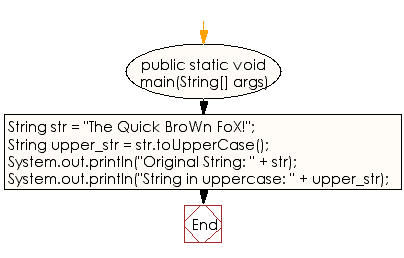 public static void
main(String[] args)
String str = "The Quick BroWn FoX!";
String upper_str = str.toUpperCase();
System.out.println("Original String: " + str);
System.out.println("String in uppercase: " + upper_str);
End